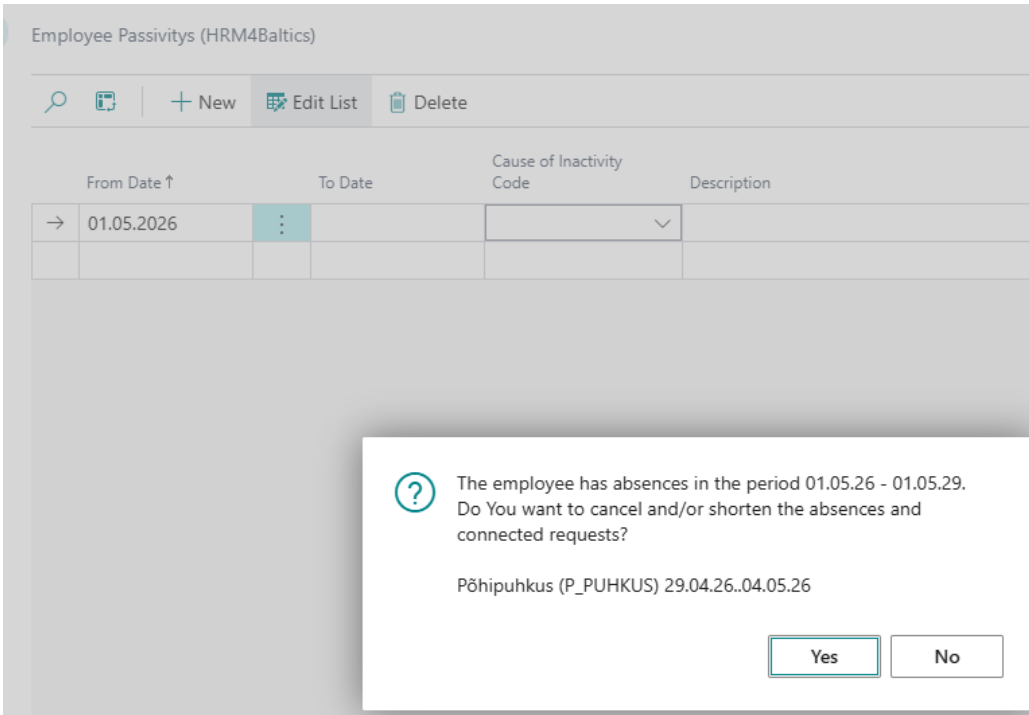 Employee Passivitys (HRM4Baltics)
New Edit List Delete
From Date ↑ To Date Cause of Inactivity Code Description
01.05.2026
The employee has absences in the period 01.05.26 - 01.05.29.
Do You want to cancel and/or shorten the absences and
connected requests?
Põhipuhkus (P_PUHKUS) 29.04.26..04.05.26
Yes No